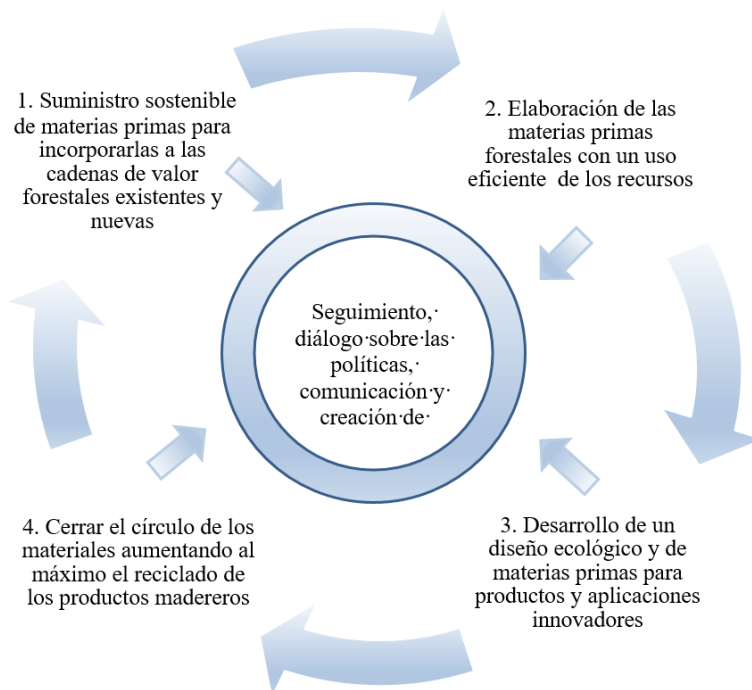 1. Suministro sostenible
de materias primas para
incorporarlas a las
cadenas de valor
forestales existentes y
nuevas
2. Elaboración de las
materias primas
forestales con un uso
eficiente  de los recursos
Seguimiento,·
diálogo·sobre·las·
políticas,·
comunicación·y·
creación·de·
4. Cerrar el círculo de los
materiales aumentando al
máximo el reciclado de
los productos madereros
3. Desarrollo de un
diseño ecológico y de
materias primas para
productos y aplicaciones
innovadores